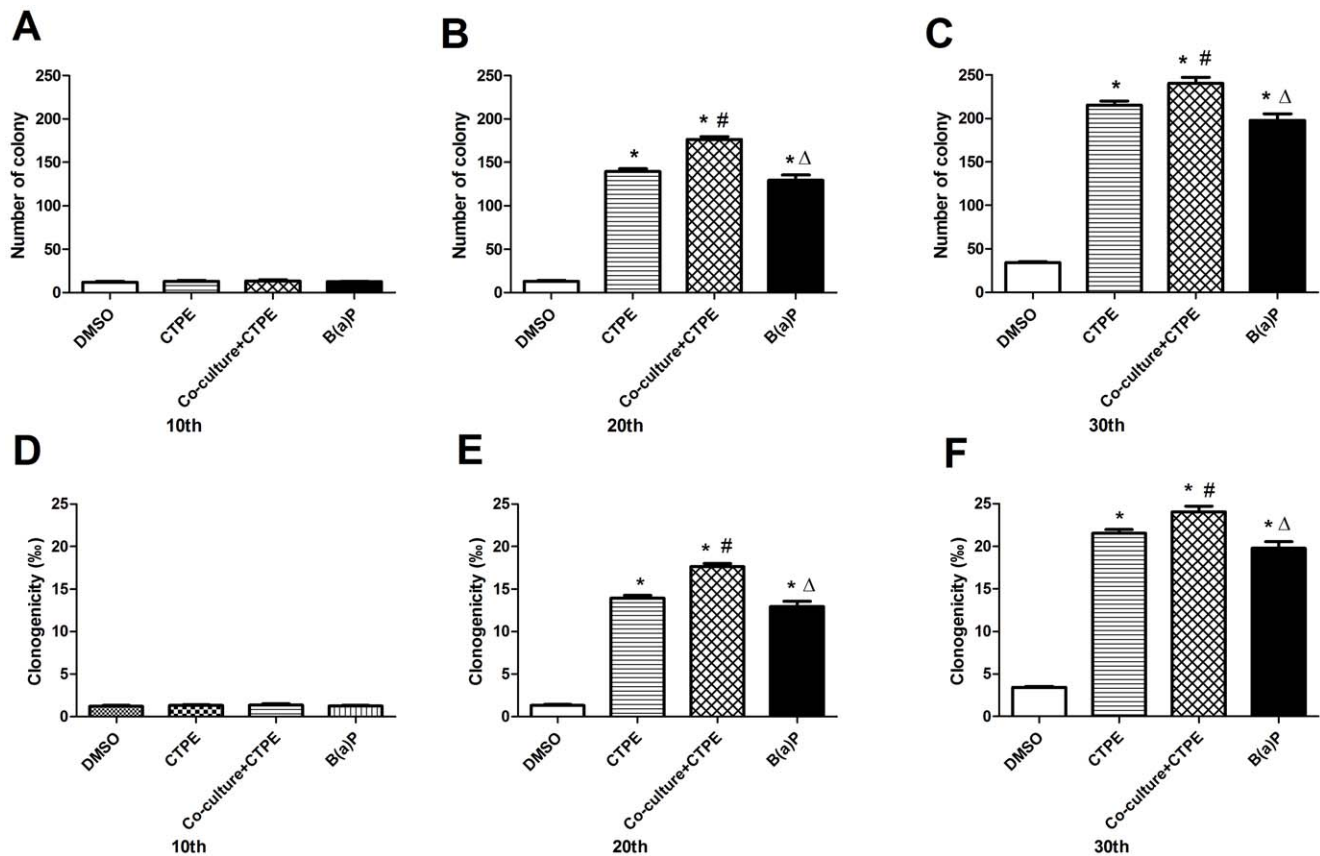 A
Number of colony
250
200
150
100
50
0
DMSO
CTPE
Co-culture+CTPE
B(a)P
10th
B
Number of colony
250
200
150
100
50
0
*
* #
* Δ
DMSO
CTPE
Co-culture+CTPE
B(a)P
20th
C
Number of colony
250
200
150
100
50
0
*
* #
* Δ
DMSO
CTPE
Co-culture+CTPE
B(a)P
30th
D
Clonogenicity (‰)
25
20
15
10
5
0
DMSO
CTPE
Co-culture+CTPE
B(a)P
10th
E
Clonogenicity (‰)
25
20
15
10
5
0
*
* #
* Δ
DMSO
CTPE
Co-culture+CTPE
B(a)P
20th
F
Clonogenicity (‰)
25
20
15
10
5
0
*
* #
* Δ
DMSO
CTPE
Co-culture+CTPE
B(a)P
30th